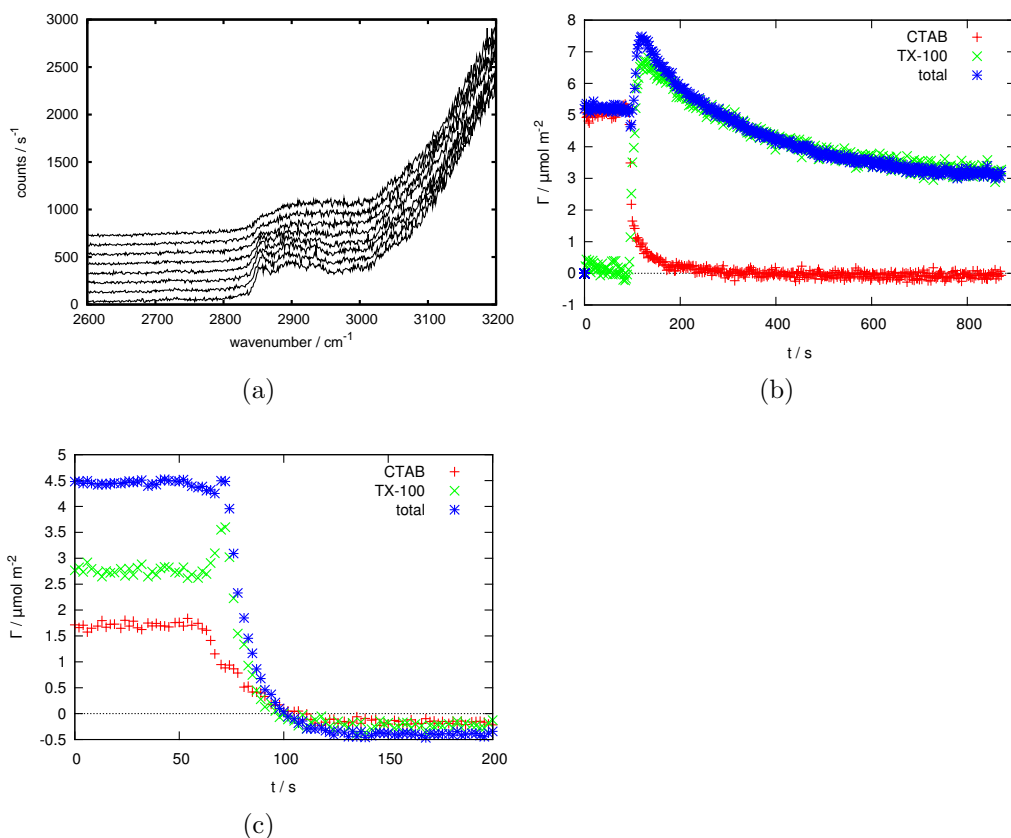 3000
2500
2000
1500
1000
500
0
counts / s⁻¹
2600 2700 2800 2900 3000 3100 3200
wavenumber / cm⁻¹
(a)
8
7
6
5
4
3
2
1
0
-1
Γ / µmol m⁻²
CTAB
TX-100
total
0 200 400 600 800
t / s
(b)
4.5
4
3.5
3
2.5
2
1.5
1
0.5
0
-0.5
Γ / µmol m⁻²
CTAB
TX-100
total
0 50 100 150 200
t / s
(c)